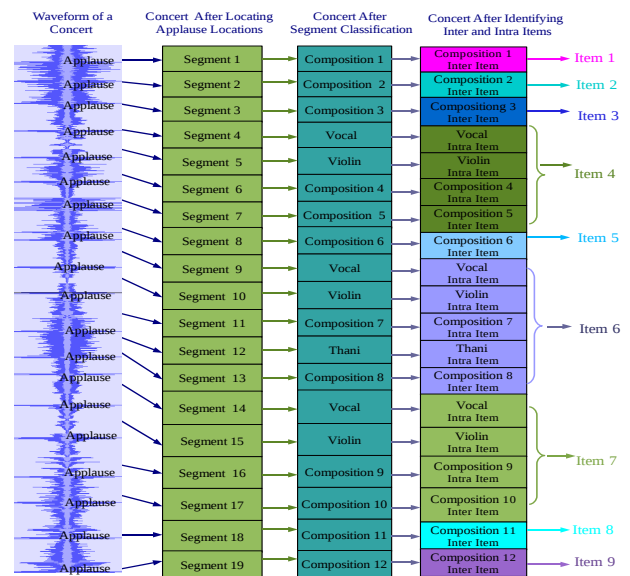 Waveform of a
Concert
Concert After Locating
Applause Locations
Concert After
Segment Classification
Concert After Identifying
Inter and Intra Items
Applause
Segment 1
Composition 1
Composition 1
Inter Item
Item 1
Applause
Segment 2
Composition 2
Composition 2
Inter Item
Item 2
Applause
Segment 3
Composition 3
Compositiong 3
Inter Item
Item 3
Applause
Segment 4
Vocal
Vocal
Intra Item
Applause
Segment 5
Violin
Violin
Intra Item
Item 4
Applause
Segment 6
Composition 4
Composition 4
Intra Item
Applause
Segment 7
Composition 5
Composition 5
Intra Item
Applause
Segment 8
Composition 6
Composition 6
Inter Item
Item 5
Applause
Segment 9
Vocal
Vocal
Intra Item
Applause
Segment 10
Violin
Violin
Intra Item
Applause
Segment 11
Composition 7
Composition 7
Intra Item
Item 6
Applause
Segment 12
Thani
Thani
Intra Item
Applause
Segment 13
Composition 8
Composition 8
Inter Item
Applause
Segment 14
Vocal
Vocal
Intra Item
Applause
Segment 15
Violin
Violin
Intra Item
Item 7
Applause
Segment 16
Composition 9
Composition 9
Intra Item
Applause
Segment 17
Composition 10
Composition 10
Inter Item
Applause
Segment 18
Composition 11
Composition 11
Inter Item
Item 8
Applause
Segment 19
Composition 12
Composition 12
Inter Item
Item 9